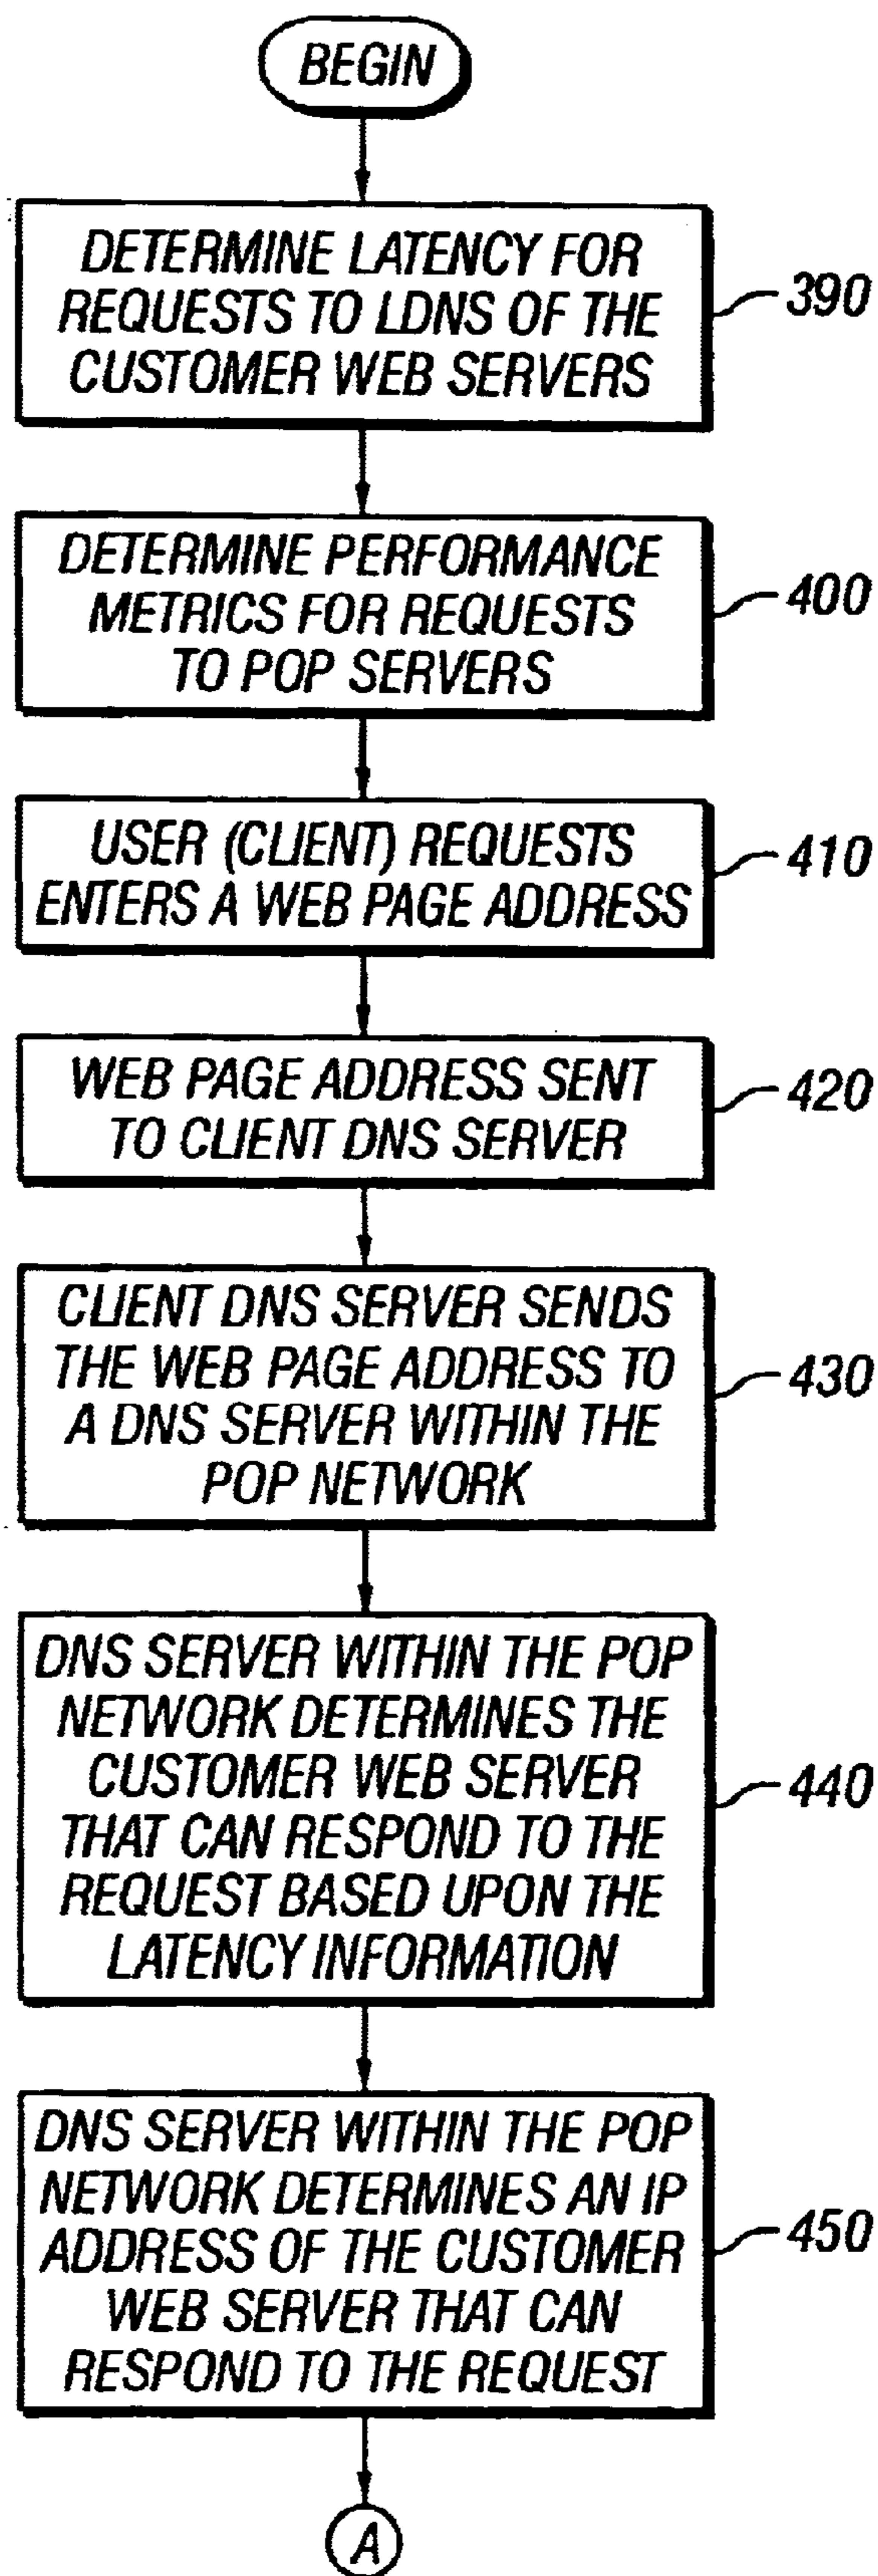 BEGIN
DETERMINE LATENCY FOR
REQUESTS TO LDNS OF THE
CUSTOMER WEB SERVERS
390
DETERMINE PERFORMANCE
METRICS FOR REQUESTS
TO POP SERVERS
400
USER (CLIENT) REQUESTS
ENTERS A WEB PAGE ADDRESS
410
WEB PAGE ADDRESS SENT
TO CLIENT DNS SERVER
420
CLIENT DNS SERVER SENDS
THE WEB PAGE ADDRESS TO
A DNS SERVER WITHIN THE
POP NETWORK
430
DNS SERVER WITHIN THE POP
NETWORK DETERMINES THE
CUSTOMER WEB SERVER
THAT CAN RESPOND TO THE
REQUEST BASED UPON THE
LATENCY INFORMATION
440
DNS SERVER WITHIN THE POP
NETWORK DETERMINES AN IP
ADDRESS OF THE CUSTOMER
WEB SERVER THAT CAN
RESPOND TO THE REQUEST
450
A